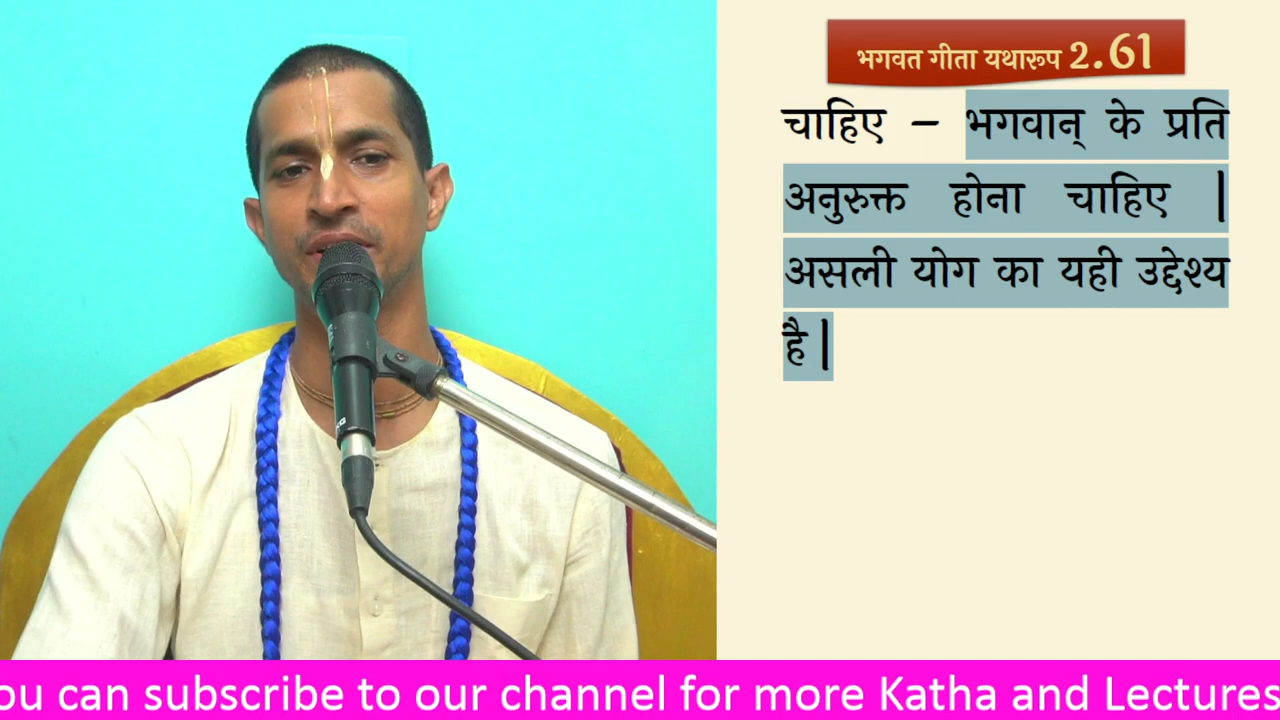 भगवत गीता यथारूप 2.61
चाहिए – भगवान् के प्रति
अनुरुक्त होना चाहिए |
असली योग का यही उद्देश्य
है |
ou can subscribe to our channel for more Katha and Lectures